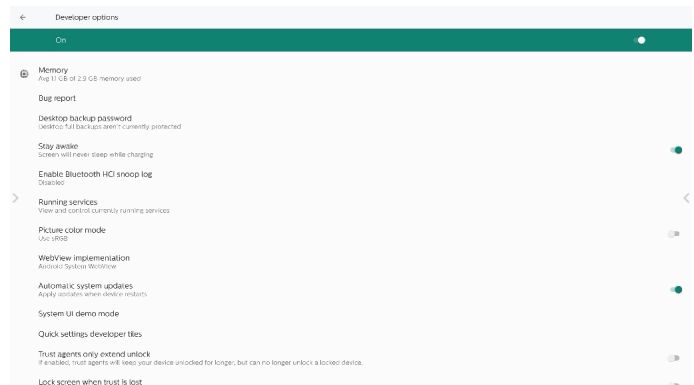 Developer options
On
Memory
Avg 1.1 GB of 2.9 GB memory used
Bug report
Desktop backup password
Desktop full backups aren't currently protected
Stay awake
Screen will never sleep while charging
Enable Bluetooth HCI snoop log
Disabled
Running services
View and control currently running services
Picture color mode
Use sRGB
WebView implementation
Android System WebView
Automatic system updates
Apply updates when device restarts
System UI demo mode
Quick settings developer tiles
Trust agents only extend unlock
If enabled, trust agents will keep your device unlocked for longer, but can no longer unlock a locked device.
Lock screen when trust is lost